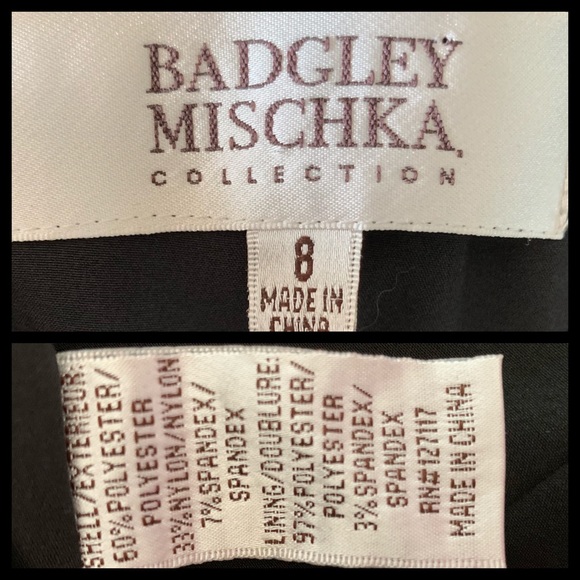 BADGLEY
MISCHKA
COLLECTION
8
MADE IN
CHINA
SHELL/EXTERIEUR:
60%POLYESTER/
POLYESTER
33%NYLON/NYLON
7%SPANDEX/
SPANDEX
LINING/DOUBLURE:
97%POLYESTER/
POLYESTER
3%SPANDEX/
SPANDEX
RN#127117
MADE IN CHINA